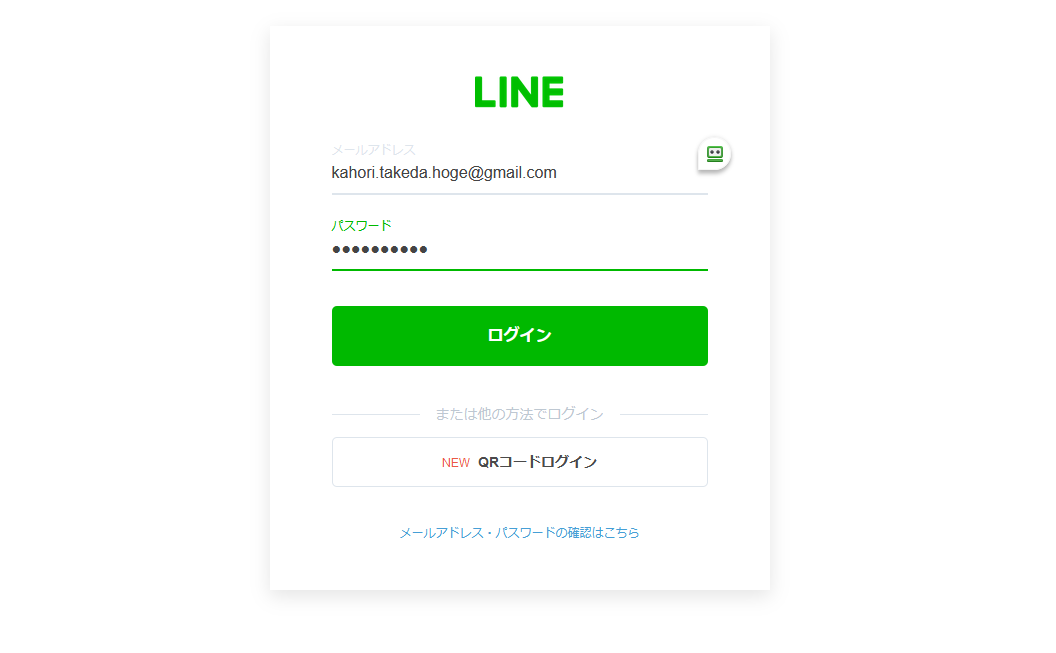 LINE
メールアドレス
kahori.takeda.hoge@gmail.com
パスワード
●●●●●●●●●●
ログイン
または他の方法でログイン
NEW QRコードログイン
メールアドレス・パスワードの確認はこちら